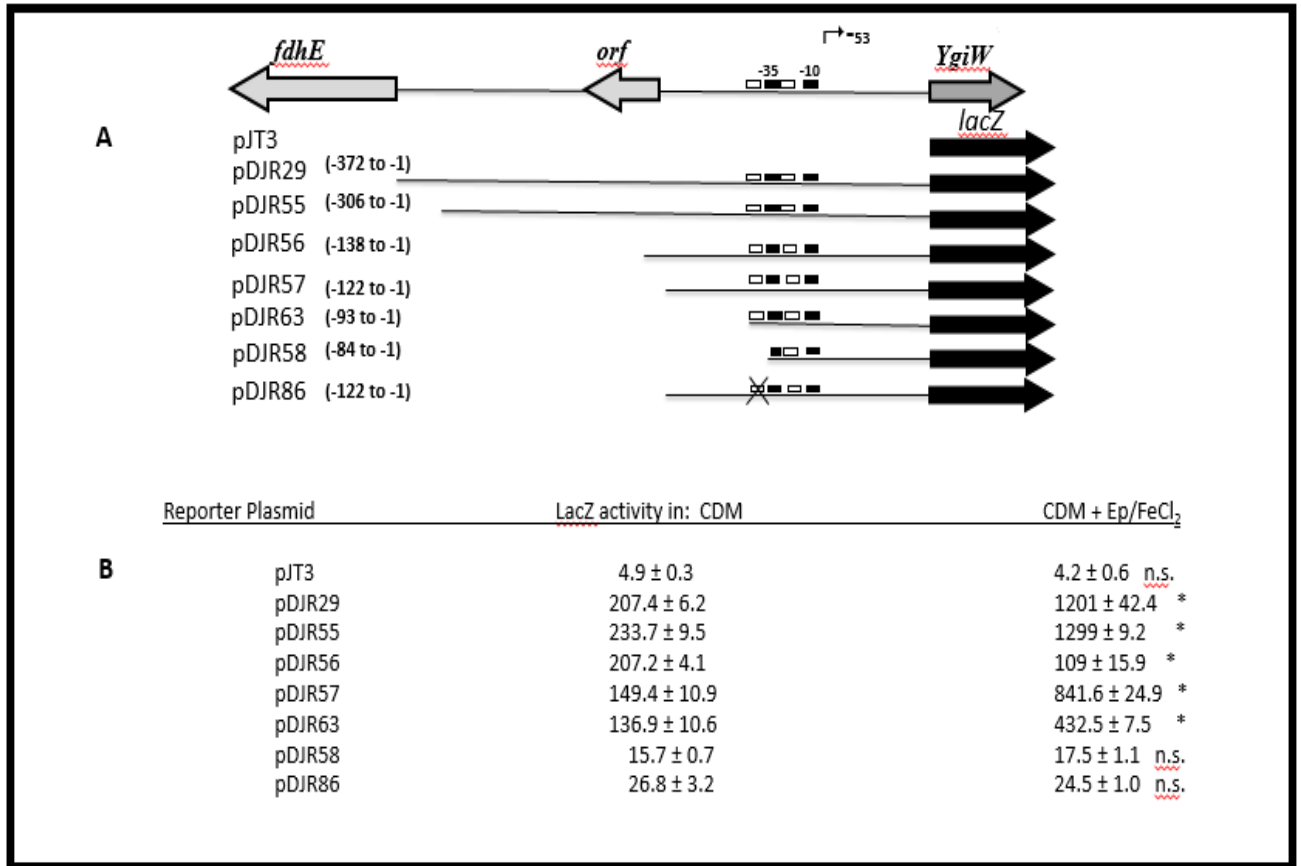 -53
fdhE orf -35 -10 YgiW
lacZ
A
pJT3
pDJR29 (-372 to -1)
pDJR55 (-306 to -1)
pDJR56 (-138 to -1)
pDJR57 (-122 to -1)
pDJR63 (-93 to -1)
pDJR58 (-84 to -1)
pDJR86 (-122 to -1)
Reporter Plasmid LacZ activity in: CDM CDM + Ep/FeCl₂
B
pJT3 4.9 ± 0.3 4.2 ± 0.6 n.s.
pDJR29 207.4 ± 6.2 1201 ± 42.4 *
pDJR55 233.7 ± 9.5 1299 ± 9.2 *
pDJR56 207.2 ± 4.1 109 ± 15.9 *
pDJR57 149.4 ± 10.9 841.6 ± 24.9 *
pDJR63 136.9 ± 10.6 432.5 ± 7.5 *
pDJR58 15.7 ± 0.7 17.5 ± 1.1 n.s.
pDJR86 26.8 ± 3.2 24.5 ± 1.0 n.s.